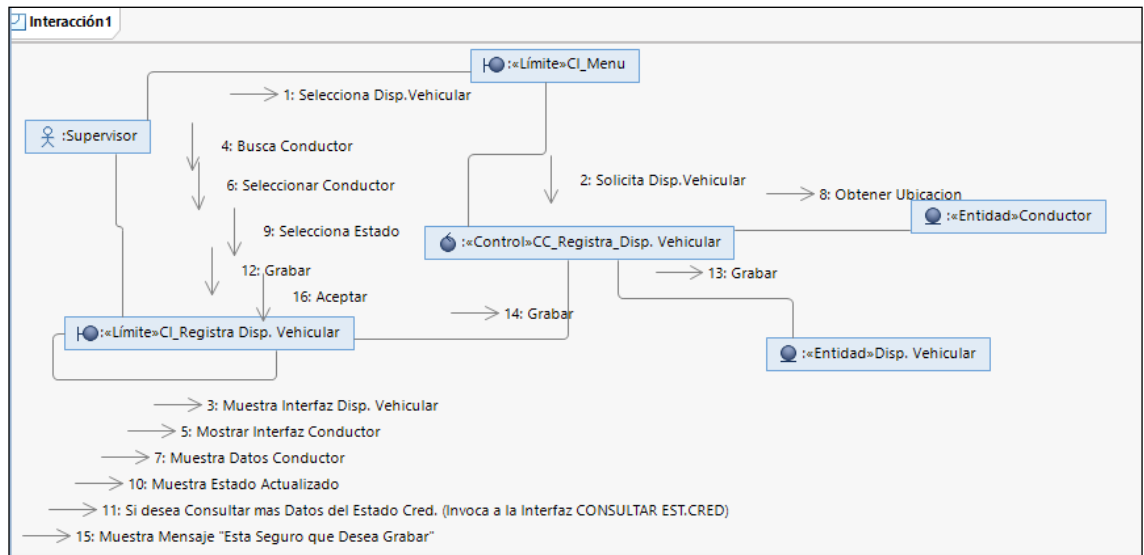 Interacción1
:«Límite»CI_Menu
1: Selecciona Disp.Vehicular
:Supervisor
4: Busca Conductor
2: Solicita Disp.Vehicular
6: Seleccionar Conductor
8: Obtener Ubicacion
:«Entidad»Conductor
9: Selecciona Estado
:«Control»CC_Registra_Disp. Vehicular
12: Grabar
13: Grabar
16: Aceptar
14: Grabar
:«Límite»CI_Registra Disp. Vehicular
:«Entidad»Disp. Vehicular
3: Muestra Interfaz Disp. Vehicular
5: Mostrar Interfaz Conductor
7: Muestra Datos Conductor
10: Muestra Estado Actualizado
11: Si desea Consultar mas Datos del Estado Cred. (Invoca a la Interfaz CONSULTAR EST.CRED)
15: Muestra Mensaje "Esta Seguro que Desea Grabar"